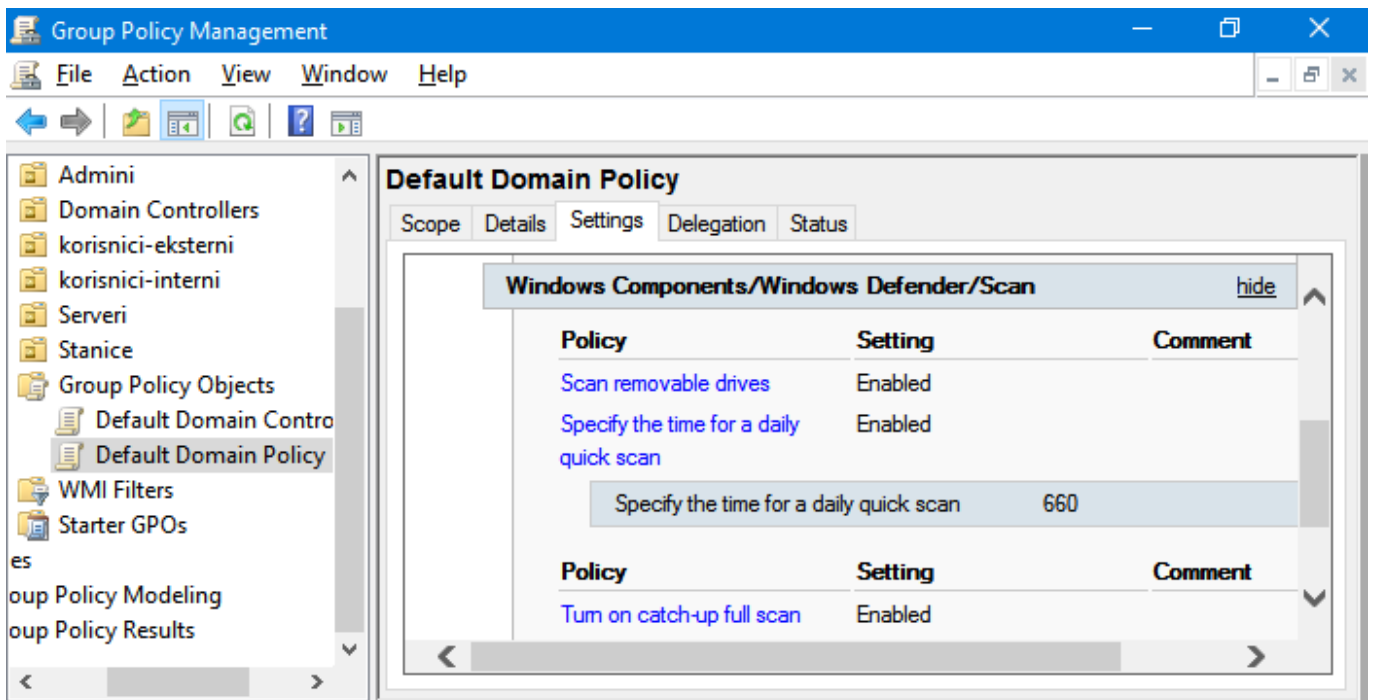 Group Policy Management
File Action View Window Help
Admini
Domain Controllers
korisnici-eksterni
korisnici-interni
Serveri
Stanice
Group Policy Objects
Default Domain Contro
Default Domain Policy
WMI Filters
Starter GPOs
es
oup Policy Modeling
oup Policy Results
Default Domain Policy
Scope Details Settings Delegation Status
Windows Components/Windows Defender/Scan hide
Policy Setting Comment
Scan removable drives Enabled
Specify the time for a daily Enabled
quick scan
Specify the time for a daily quick scan 660
Policy Setting Comment
Turn on catch-up full scan Enabled